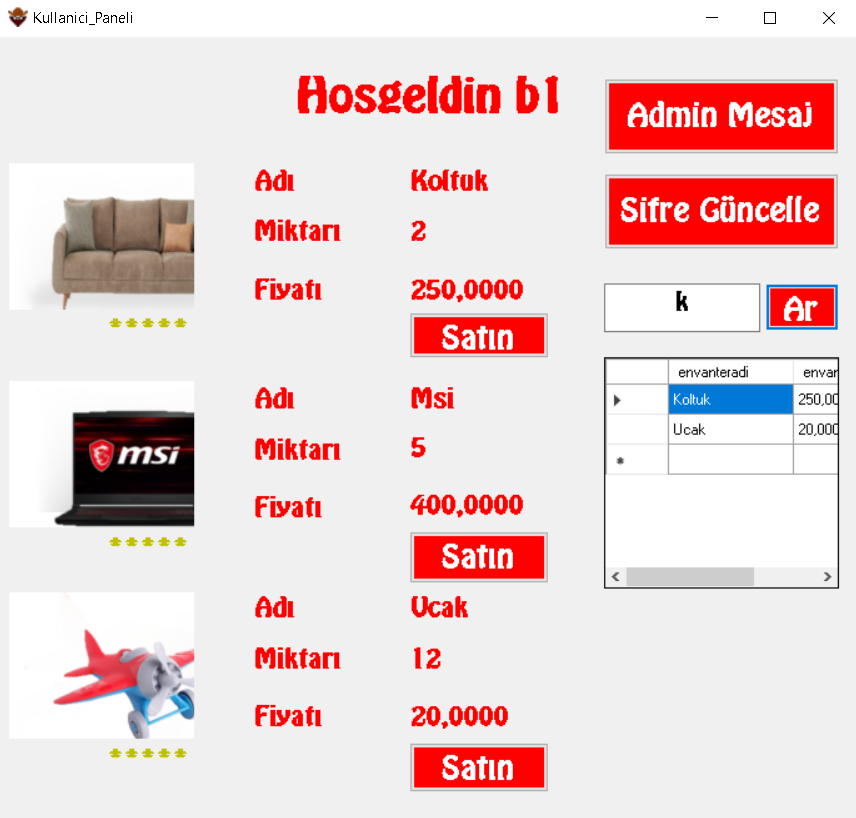 Kullanici_Paneli
Hosgeldin b1
Admin Mesaj
Sifre Güncelle
k
Ar
envanteradi envar
Koltuk 250,00
Ucak 20,000
Adı Koltuk
Miktarı 2
Fiyatı 250,0000
Satın
msi
Adı Msi
Miktarı 5
Fiyatı 400,0000
Satın
Adı Ucak
Miktarı 12
Fiyatı 20,0000
Satın